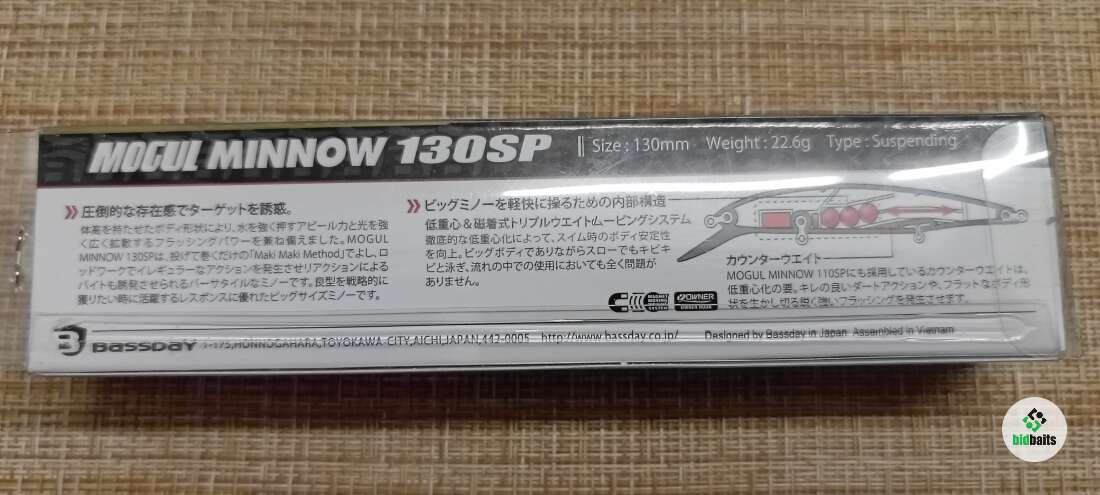 MOGUL MINNOW 130SP
Size : 130mm Weight : 22.6g Type : Suspending
圧倒的な存在感でターゲットを誘惑。
体高を持たせたボディ形状により、水を強く押すアピール力と光を強
く広く拡散するフラッシングパワーを兼ね備えました。MOGUL
MINNOW 130SPは、投げて巻くだけの「Maki Maki Method」でよし、ロ
ッドワークでイレギュラーなアクションを発生させリアクションによる
バイトも誘発させられるバーサタイルなミノーです。良型を戦略的に
獲りたい時に活躍するレスポンスに優れたビッグサイズミノーです。
ビッグミノーを軽快に操るための内部構造
低重心&磁着式トリプルウエイトムービングシステム
徹底的な低重心化によって、スイム時のボディ安定性
を向上。ビッグボディでありながらスローでもキビキ
ビと泳ぎ、流れの中での使用においても全く問題が
ありません。
カウンターウエイト
MOGUL MINNOW 110SPにも採用しているカウンターウエイトは、
低重心化の要。キレの良いダートアクションや、フラットなボディ形
状を生かし切る鋭く強いフラッシングを発生させます。
MAGNET
MOVING
SYSTEM
OWNER
BASSDAY 1-175,HONNOGAHARA,TOYOKAWA-CITY,AICHI,JAPAN,442-0005 http://www.bassday.co.jp/ Designed by Bassday in Japan. Assembled in Vietnam
bidbaits